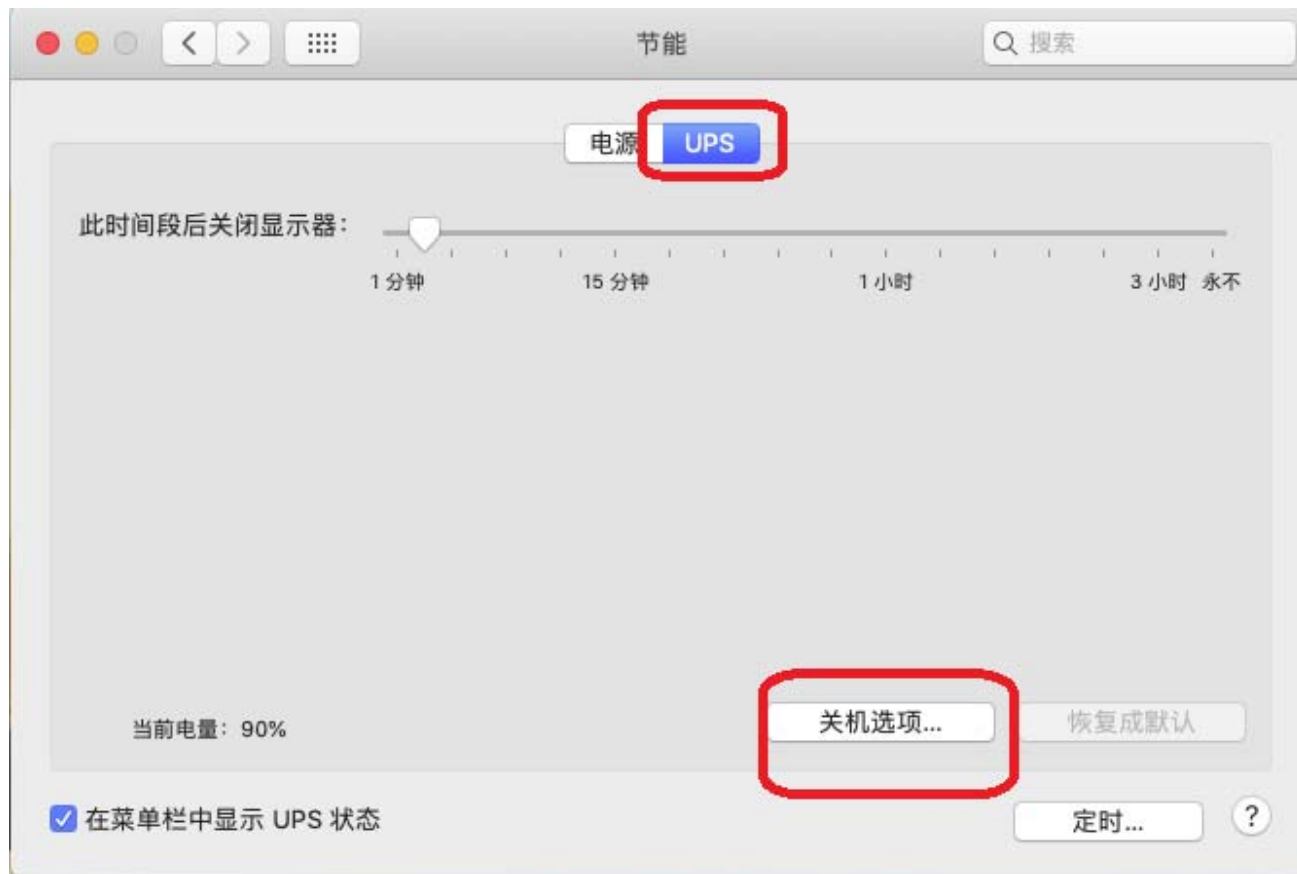 节能
搜索
电源 UPS
此时间段后关闭显示器：
1 分钟 15 分钟 1 小时 3 小时 永不
当前电量：90% 关机选项... 恢复成默认
在菜单栏中显示 UPS 状态 定时... ?